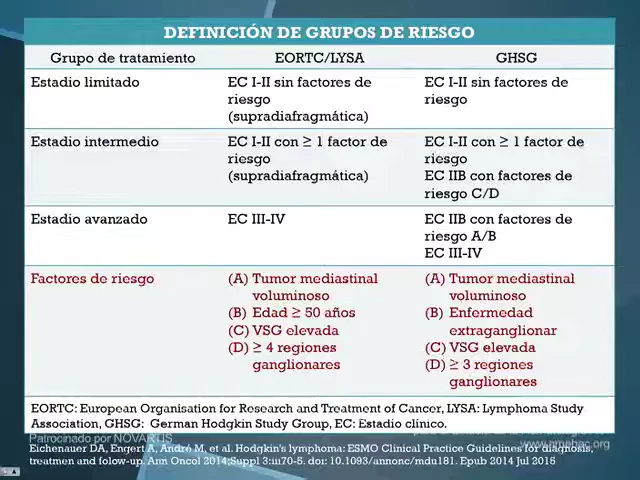 DEFINICIÓN DE GRUPOS DE RIESGO
Grupo de tratamiento EORTC/LYSA GHSG
Estadio limitado
EC I-II sin factores de
riesgo
(supradiafragmática)
EC I-II sin factores de
riesgo
Estadio intermedio
EC I-II con ≥ 1 factor de
riesgo
(supradiafragmática)
EC I-II con ≥ 1 factor de
riesgo
EC IIB con factores de
riesgo C/D
Estadio avanzado
EC III-IV
EC IIB con factores de
riesgo A/B
EC III-IV
Factores de riesgo
(A) Tumor mediastinal
voluminoso
(B) Edad ≥ 50 años
(C) VSG elevada
(D) ≥ 4 regiones
ganglionares
(A) Tumor mediastinal
voluminoso
(B) Enfermedad
extraganglionar
(C) VSG elevada
(D) ≥ 3 regiones
ganglionares
EORTC: European Organisation for Research and Treatment of Cancer, LYSA: Lymphoma Study
Association, GHSG: German Hodgkin Study Group, EC: Estadio clínico.
Patrocinado por NOVARTIS
Eichenauer DA, Engert A, André M, et al. Hodgkin's lymphoma: ESMO Clinical Practice Guidelines for diagnosis,
treatmen and folow-up. Ann Oncol 2014;Suppl 3:iii70-5. doi: 10.1093/annonc/mdu181. Epub 2014 Jul 2015